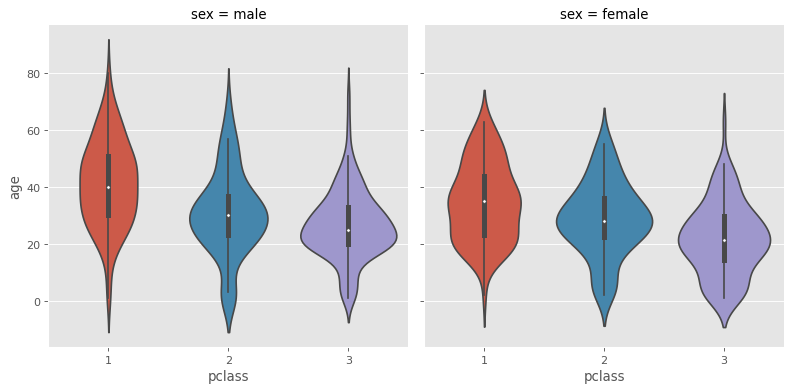 sex = male
sex = female
age
80
60
40
20
0
1 2 3
1 2 3
pclass
pclass